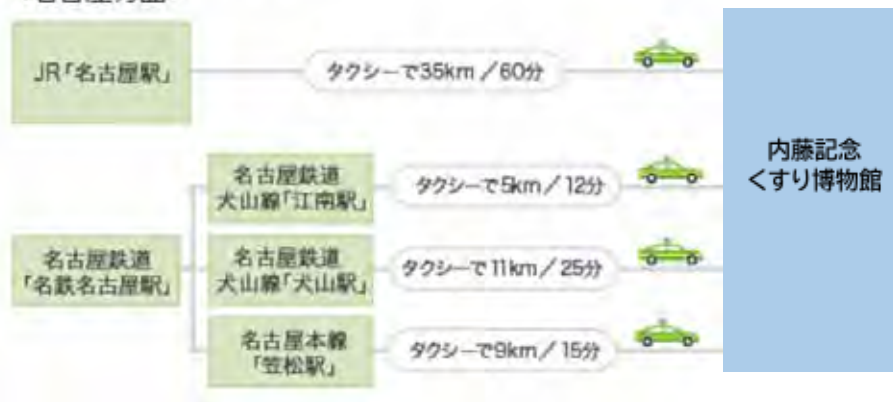 JR「名古屋駅」
タクシーで35km／60分
名古屋鉄道
犬山線「江南駅」
タクシーで5km／12分
名古屋鉄道
「名鉄名古屋駅」
名古屋鉄道
犬山線「犬山駅」
タクシーで11km／25分
名古屋本線
「笠松駅」
タクシーで9km／15分
内藤記念
くすり博物館